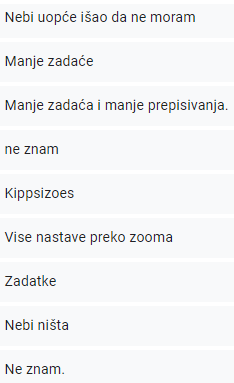 Nebi uopće išao da ne moram
Manje zadaće
Manje zadaća i manje prepisivanja.
ne znam
Kippsizoes
Vise nastave preko zooma
Zadatke
Nebi ništa
Ne znam.